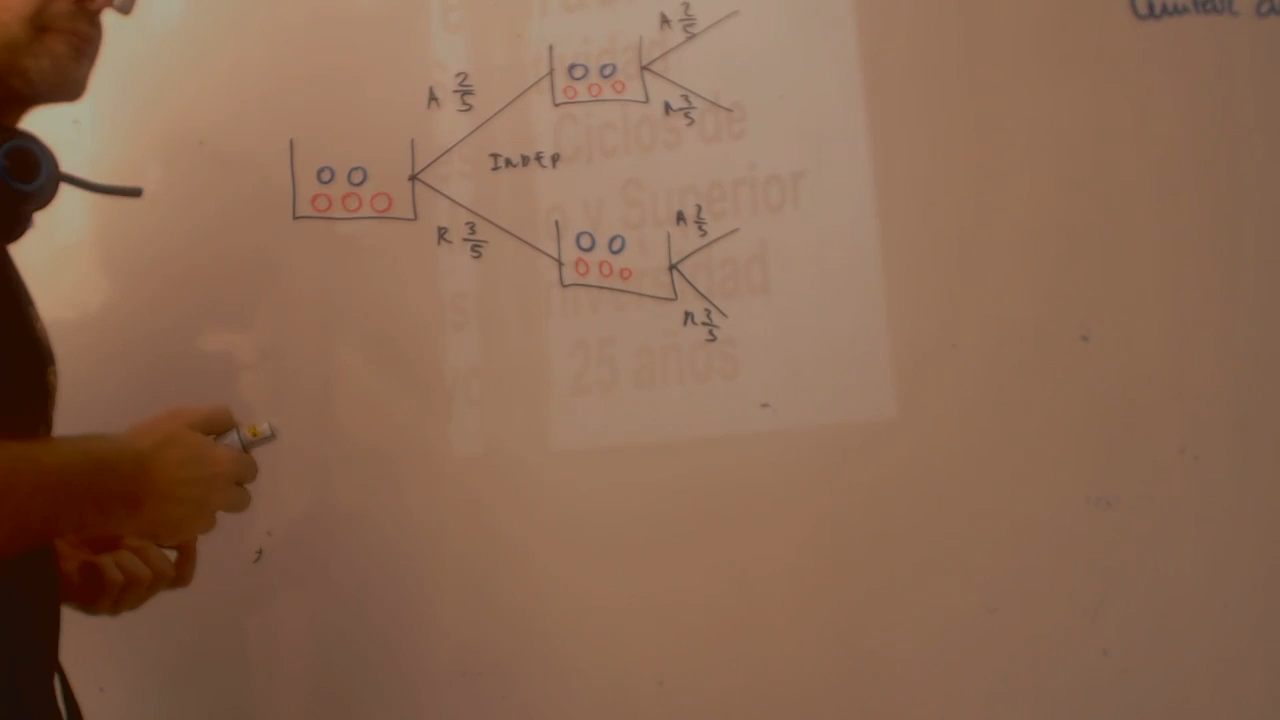 A 2/5
A 2/5
R 3/5
INDEP
R 3/5
A 2/5
R 3/5
Ciclos de
o y Superior
25 años